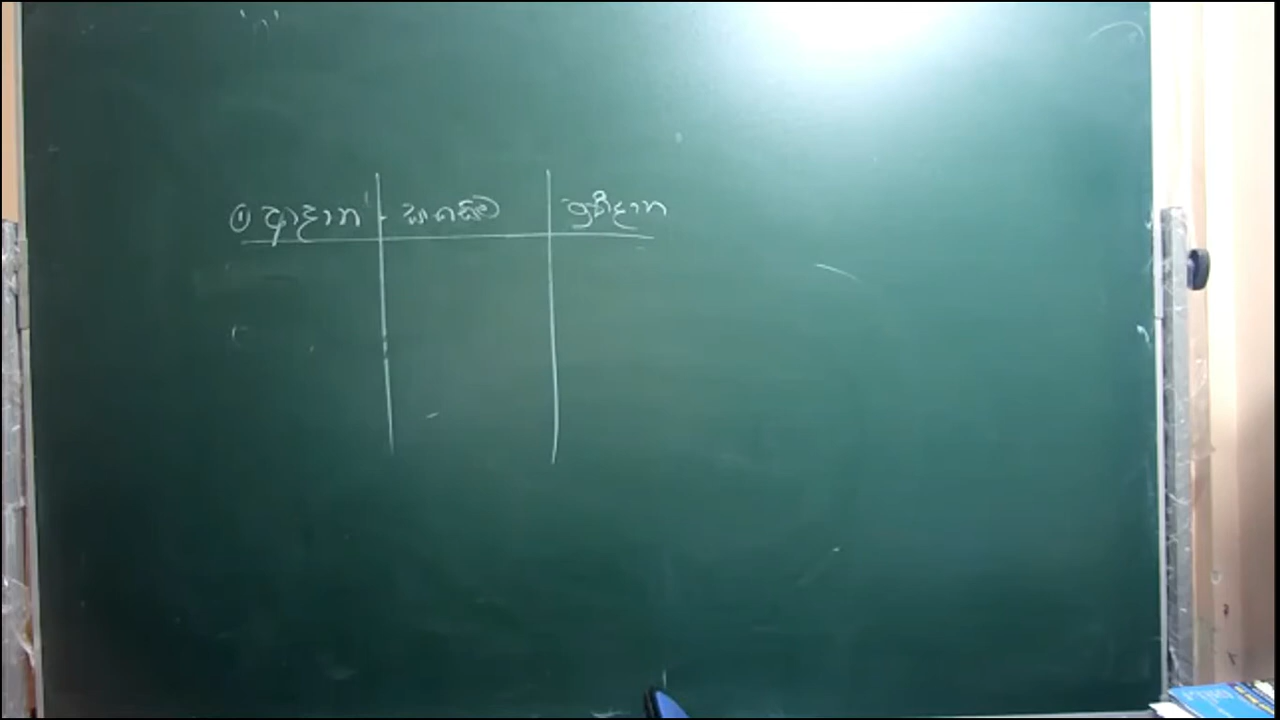 ① ආදාන සැකසුම ප්‍රතිදාන